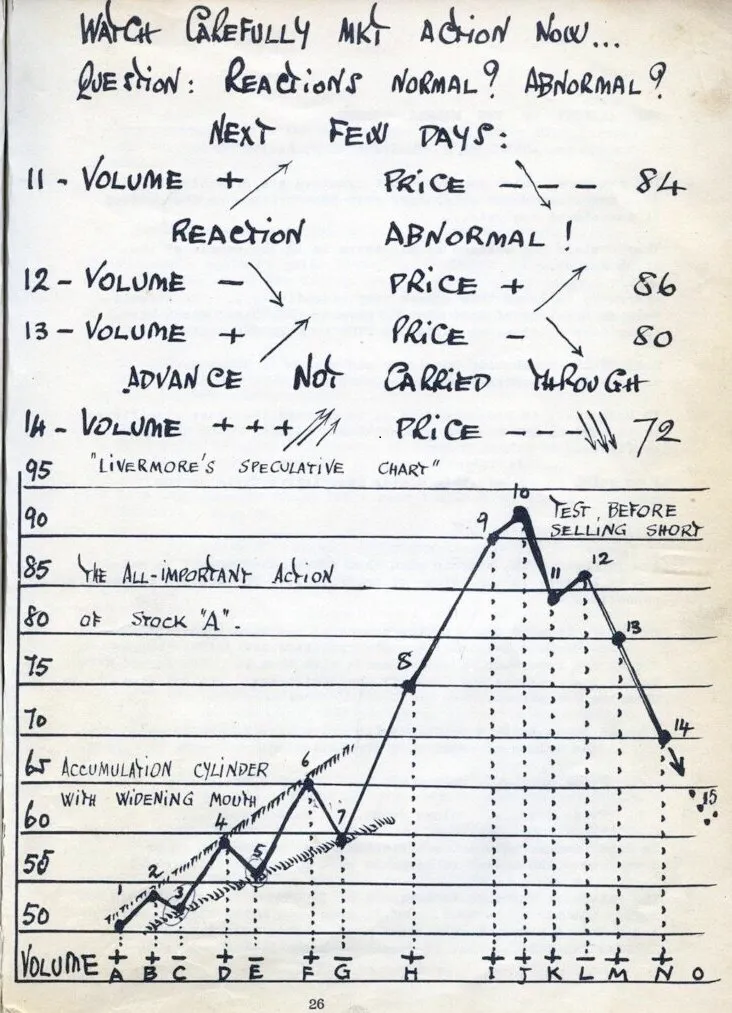 WATCH CAREFULLY MKT ACTION NOW...
QUESTION: REACTIONS NORMAL? ABNORMAL?
NEXT FEW DAYS:
11 - VOLUME + PRICE - - - 84
REACTION ABNORMAL!
12 - VOLUME - PRICE + 86
13 - VOLUME + PRICE - 80
ADVANCE NOT CARRIED THROUGH
14 - VOLUME + + + PRICE - - - 72
95 "LIVERMORE'S SPECULATIVE CHART"
10
90 9 TEST BEFORE
SELLING SHORT
85 THE ALL-IMPORTANT ACTION 11 12
80 OF STOCK "A". 13
75 8
70 14
65 ACCUMULATION CYLINDER 6 15
WITH WIDENING MOUTH
60 4 7
55 5
1 2 3
50
VOLUME + + - + - + - + + + + - + +
A B C D E F G H I J K L M N O
26